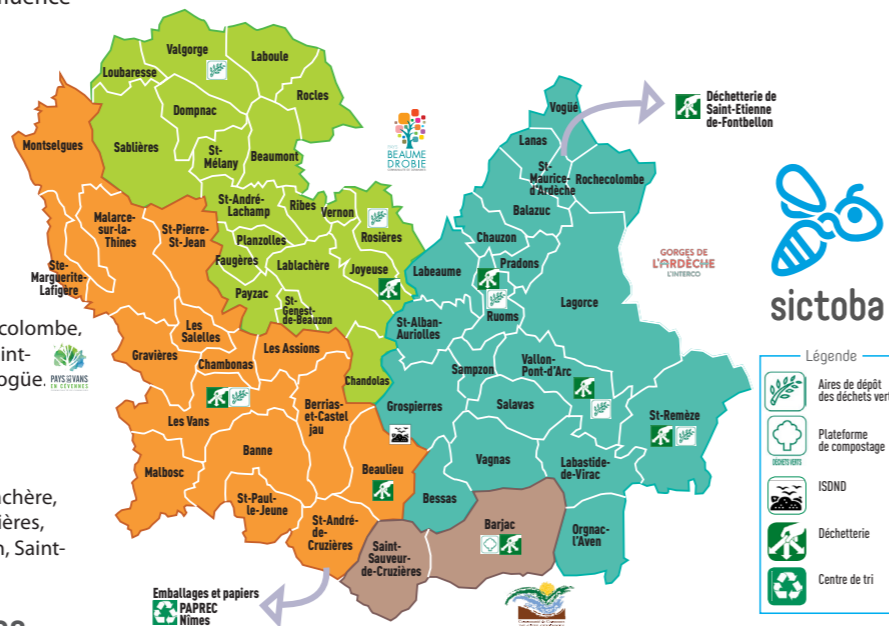 Valgorge
Laboule
Loubaresse
Rocles
Dompnac
Montselgues
Sablières
St-
Mélany
Beaumont
BEAUME
DROBIE
Vogüé
Déchetterie de
Saint-Etienne
de-Fontbellon
Lanas
St-
Maurice-
d'Ardèche
Rochecolombe
Balazuc
St-André-
Lachamp
Ribes
Vernon
Rosières
Malarce-
sur-la-
Thines
St-Pierre-
St-Jean
Planzolles
Chauzon
Faugères
Lablachère
Joyeuse
Labeaume
Pradons
GORGES DE
L'ARDÈCHE
L'INTERCO
Ste-
Marguerite-
Lafigère
Payzac
St-
Genest-
de-Beauzon
Lagorce
sictoba
Ruoms
St-Alban-
Auriolles
colombe,
int-
ogüe.
PAYS DES VANS
EN CÉVENNES
Les
Salelles
Les Assions
Gravières
Chambonas
Chandolas
Sampzon
Vallon-
Pont-d'Arc
Légende
Aires de dépôt
des déchets vert
Plateforme
de compostage
DÉCHETS VERTS
ISDND
Déchetterie
Centre de tri
Les Vans
Berrias-
et-Castel
jau
Grospierres
Salavas
St-Remèze
Banne
Malbosc
Beaulieu
Vagnas
Labastide-
de-Virac
Bessas
St-Paul-
le-Jeune
St-André-
de-
Cruzières
Saint-
Sauveur-
de-Cruzières
Barjac
Orgnac-
l'Aven
achère,
ières,
n, Saint-
Emballages et papiers
PAPREC
Nîmes